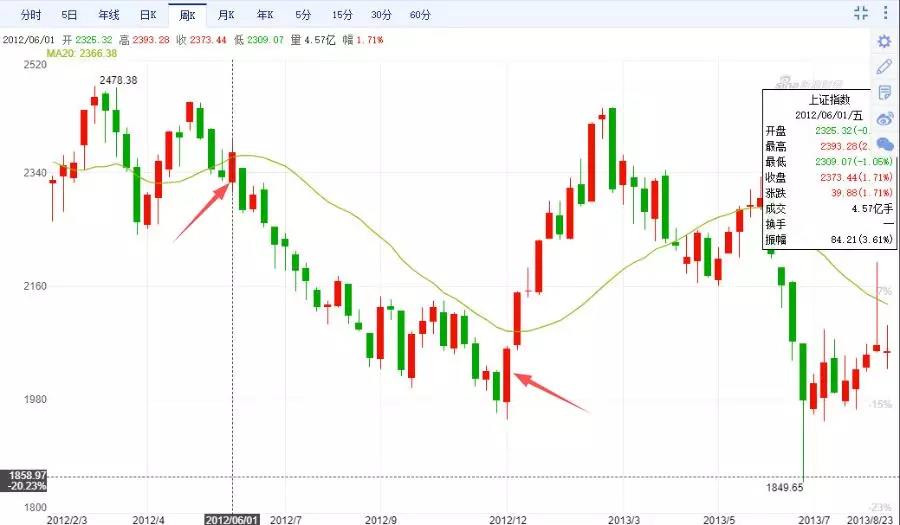 分时 5日 年线 日K 周K 月K 年K 5分 15分 30分 60分
2012/06/01 开 2325.32 高 2393.28 收 2373.44 低 2309.07 量 4.57亿 幅 1.71%
MA20: 2366.38
2520
2478.38
sina 新浪财经
上证指数
2012/06/01/五
开盘 2325.32(-0.
最高 2393.28(2.
最低 2309.07(-1.05%)
收盘 2373.44(1.71%)
涨跌 39.88(1.71%)
成交 4.57亿手
换手 —
振幅 84.21(3.61%)
2340
2160
7%
1980
-15%
1858.97
-20.23%
1849.65
1800
-23%
2012/2/3 2012/4 2012/06/01 2012/7 2012/9 2012/12 2013/3 2013/5 2013/7 2013/8/23